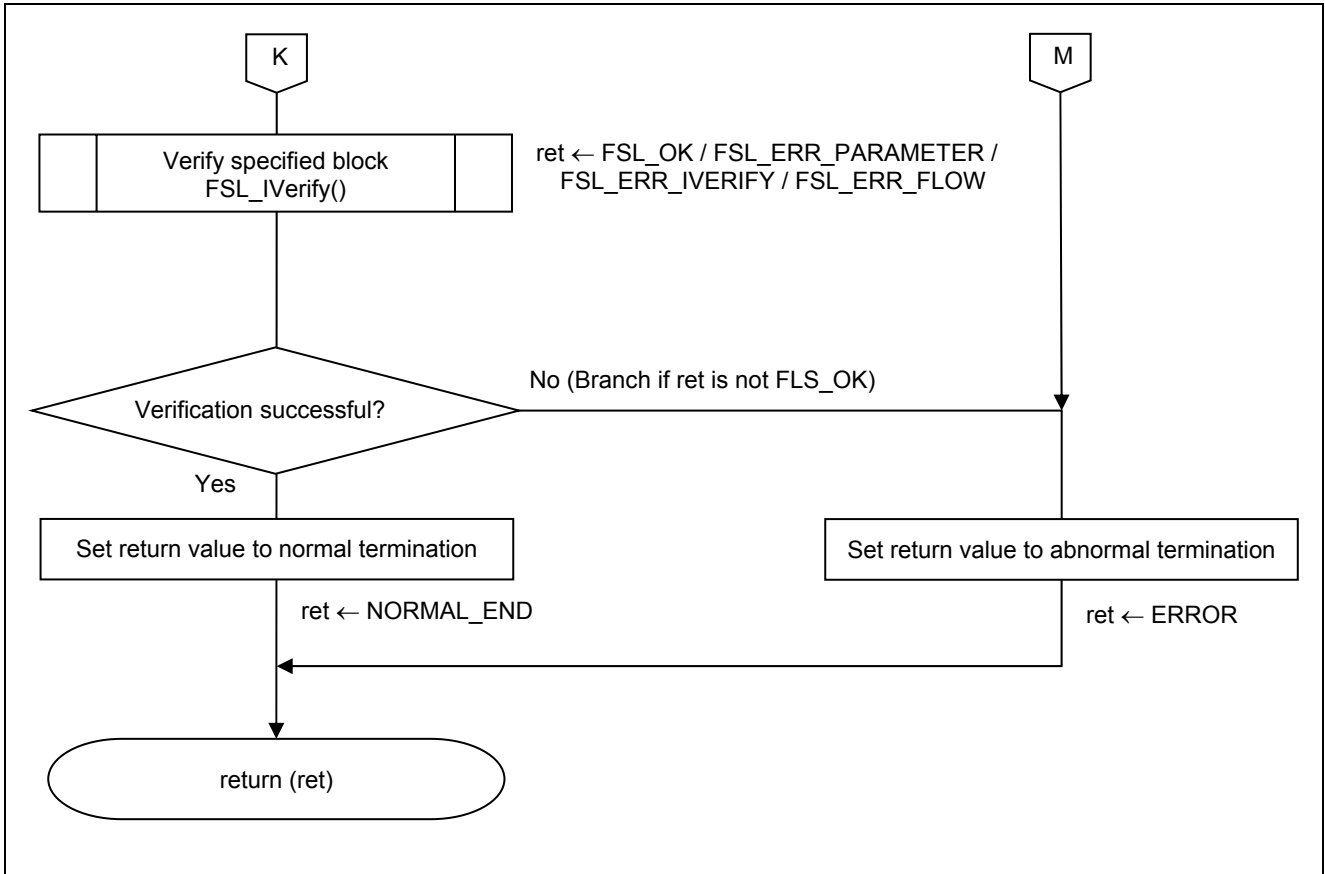 K
M
Verify specified block
FSL_IVerify()
ret ← FSL_OK / FSL_ERR_PARAMETER /
FSL_ERR_IVERIFY / FSL_ERR_FLOW
No (Branch if ret is not FLS_OK)
Verification successful?
Yes
Set return value to normal termination
Set return value to abnormal termination
ret ← NORMAL_END
ret ← ERROR
return (ret)